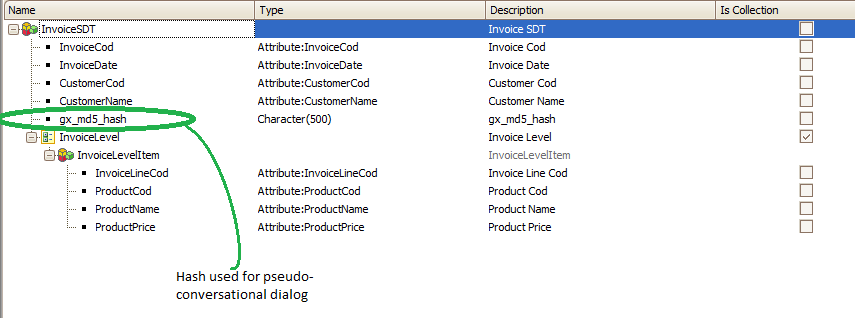 Name Type Description Is Collection
InvoiceSDT Invoice SDT
InvoiceCod Attribute:InvoiceCod Invoice Cod
InvoiceDate Attribute:InvoiceDate Invoice Date
CustomerCod Attribute:CustomerCod Customer Cod
CustomerName Attribute:CustomerName Customer Name
gx_md5_hash Character(500) gx_md5_hash
InvoiceLevel Invoice Level
InvoiceLevelItem InvoiceLevelItem
InvoiceLineCod Attribute:InvoiceLineCod Invoice Line Cod
ProductCod Attribute:ProductCod Product Cod
ProductName Attribute:ProductName Product Name
ProductPrice Attribute:ProductPrice Product Price
Hash used for pseudo-
conversational dialog